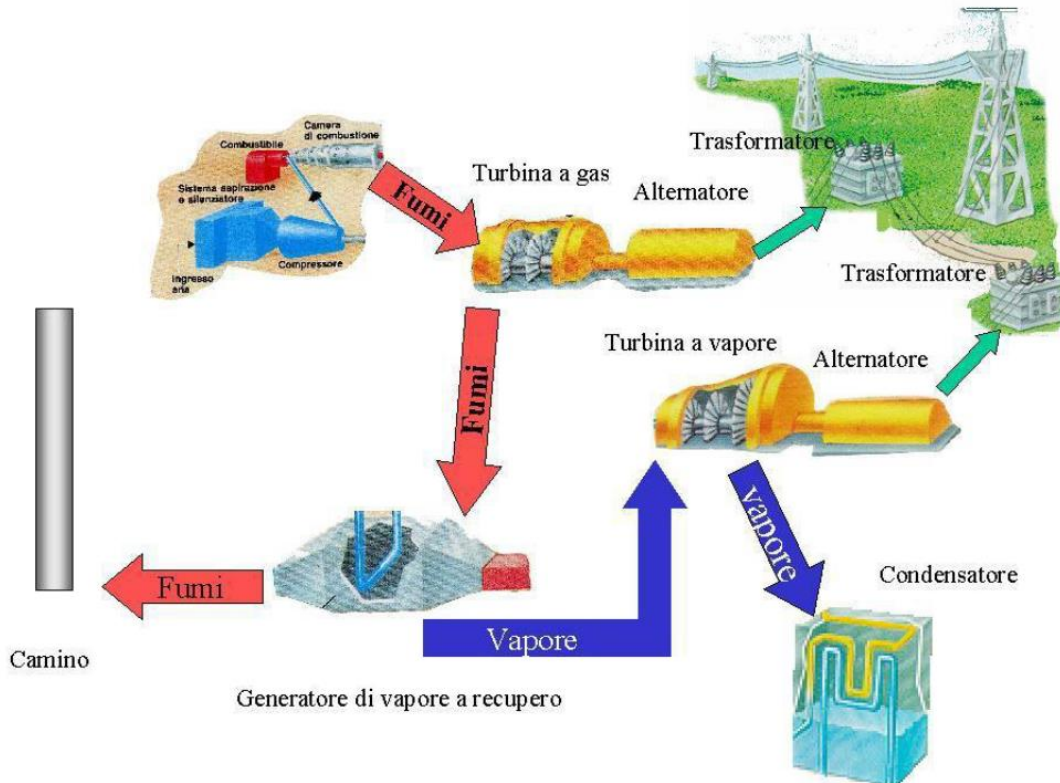 Camera
di combustione
Combustibile
Sistema aspirazione
e silenziatore
Compressore
Ingresso
aria
Fumi
Turbina a gas
Alternatore
Trasformatore
Trasformatore
Turbina a vapore
Alternatore
Fumi
vapore
Condensatore
Fumi
Vapore
Camino
Generatore di vapore a recupero